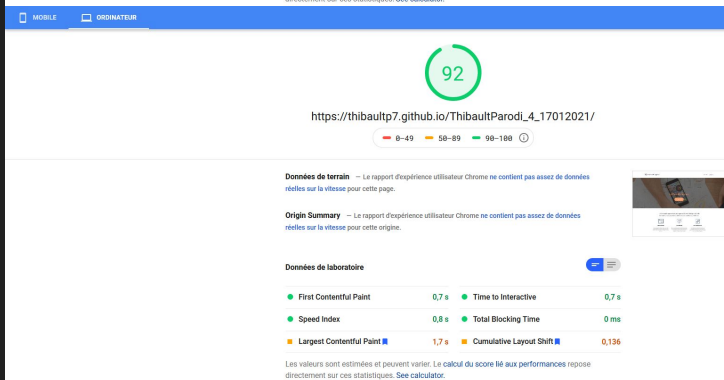 directement sur ces statistiques. See calculator.
MOBILE
ORDINATEUR
92
https://thibaultp7.github.io/ThibaultParodi_4_17012021/
0–49 50–89 90–100
Données de terrain — Le rapport d'expérience utilisateur Chrome ne contient pas assez de données
réelles sur la vitesse pour cette page.
Origin Summary — Le rapport d'expérience utilisateur Chrome ne contient pas assez de données
réelles sur la vitesse pour cette origine.
Données de laboratoire
First Contentful Paint 0,7 s Time to Interactive 0,7 s
Speed Index 0,8 s Total Blocking Time 0 ms
Largest Contentful Paint 1,7 s Cumulative Layout Shift 0,136
Les valeurs sont estimées et peuvent varier. Le calcul du score lié aux performances repose
directement sur ces statistiques. See calculator.